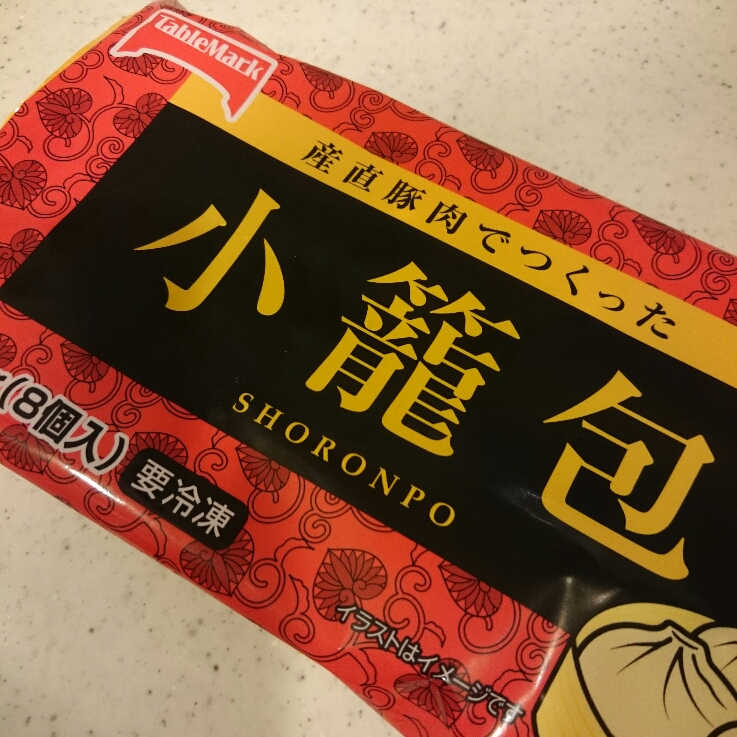 TableMark
産直豚肉でつくった
小籠包
SHORONPO
(8個入)
要冷凍
イラストはイメージです